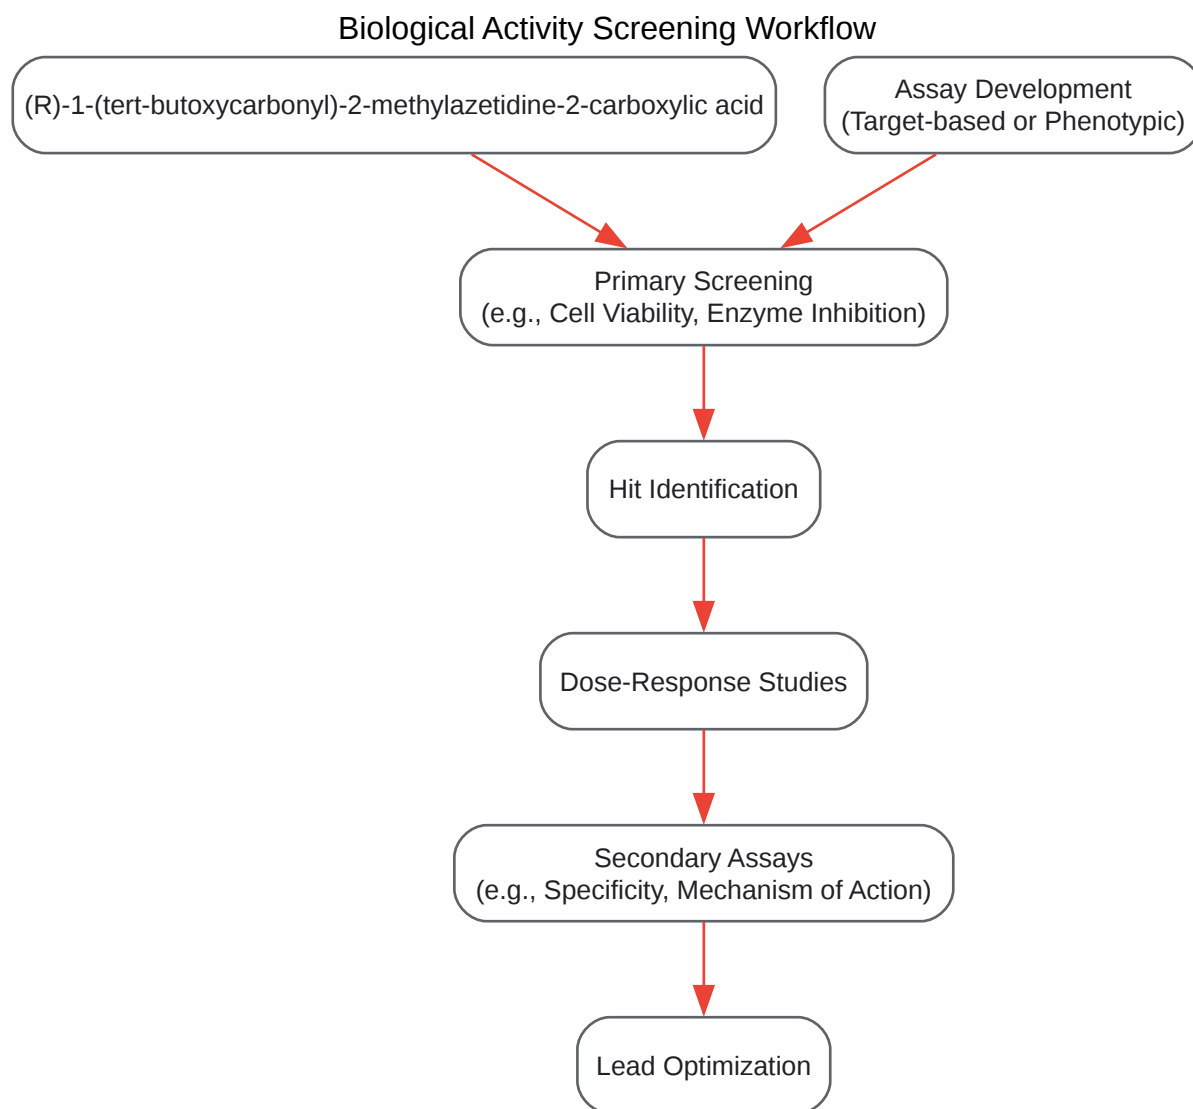 Biological Activity Screening Workflow
(R)-1-(tert-butoxycarbonyl)-2-methylazetidine-2-carboxylic acid
Assay Development
(Target-based or Phenotypic)
Primary Screening
(e.g., Cell Viability, Enzyme Inhibition)
Hit Identification
Dose-Response Studies
Secondary Assays
(e.g., Specificity, Mechanism of Action)
Lead Optimization